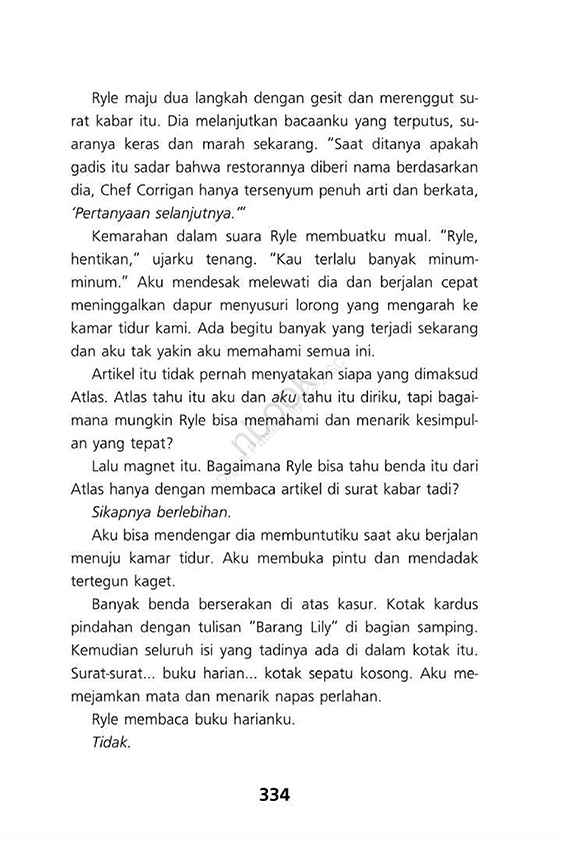 Ryle maju dua langkah dengan gesit dan merenggut su-
rat kabar itu. Dia melanjutkan bacaanku yang terputus, su-
aranya keras dan marah sekarang. “Saat ditanya apakah
gadis itu sadar bahwa restorannya diberi nama berdasarkan
dia, Chef Corrigan hanya tersenyum penuh arti dan berkata,
‘Pertanyaan selanjutnya.’”
Kemarahan dalam suara Ryle membuatku mual. “Ryle,
hentikan,” ujarku tenang. “Kau terlalu banyak minum-
minum.” Aku mendesak melewati dia dan berjalan cepat
meninggalkan dapur menyusuri lorong yang mengarah ke
kamar tidur kami. Ada begitu banyak yang terjadi sekarang
dan aku tak yakin aku memahami semua ini.
Artikel itu tidak pernah menyatakan siapa yang dimaksud
Atlas. Atlas tahu itu aku dan aku tahu itu diriku, tapi bagai-
mana mungkin Ryle bisa memahami dan menarik kesimpul-
an yang tepat?
Lalu magnet itu. Bagaimana Ryle bisa tahu benda itu dari
Atlas hanya dengan membaca artikel di surat kabar tadi?
Sikapnya berlebihan.
Aku bisa mendengar dia membuntutiku saat aku berjalan
menuju kamar tidur. Aku membuka pintu dan mendadak
tertegun kaget.
Banyak benda berserakan di atas kasur. Kotak kardus
pindahan dengan tulisan “Barang Lily” di bagian samping.
Kemudian seluruh isi yang tadinya ada di dalam kotak itu.
Surat-surat... buku harian... kotak sepatu kosong. Aku me-
mejamkan mata dan menarik napas perlahan.
Ryle membaca buku harianku.
Tidak.
334